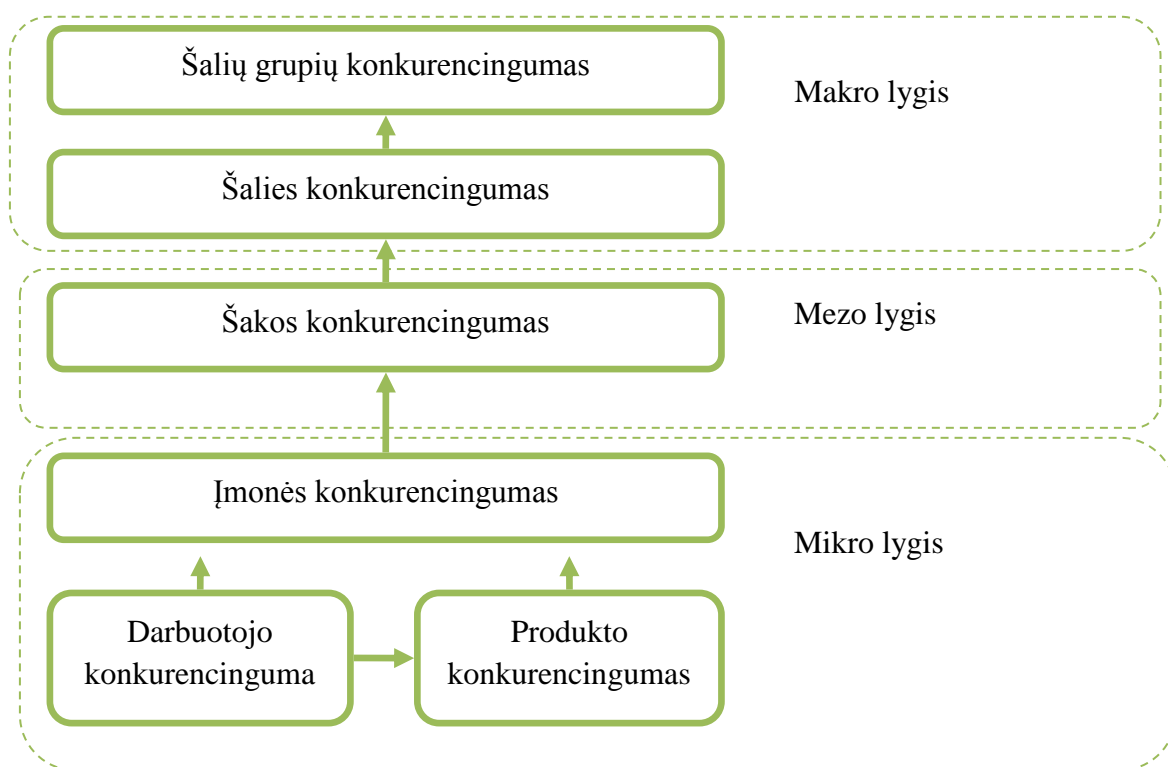 Šalių grupių konkurencingumas
Makro lygis
Šalies konkurencingumas
Šakos konkurencingumas
Mezo lygis
Įmonės konkurencingumas
Mikro lygis
Darbuotojo
konkurencinguma
Produkto
konkurencingumas